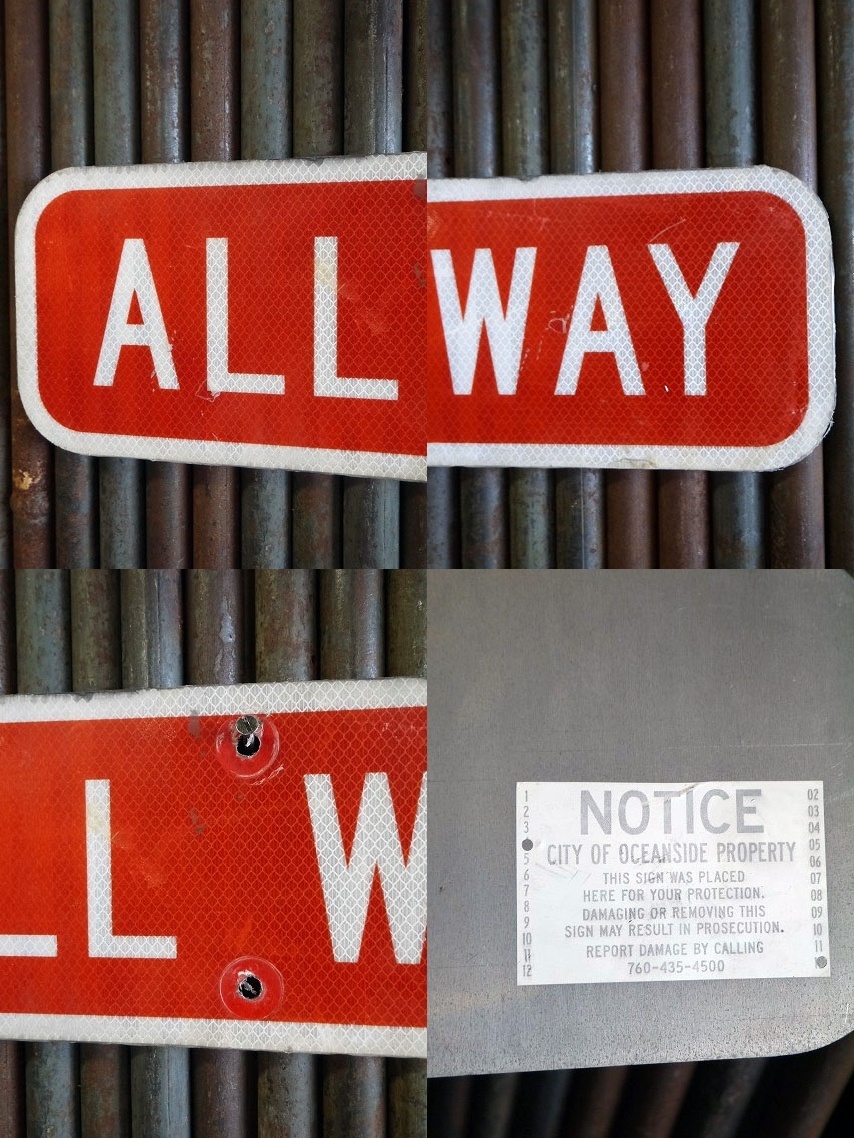 ALL
WAY
L W
NOTICE
CITY OF OCEANSIDE PROPERTY
THIS SIGN WAS PLACED
HERE FOR YOUR PROTECTION.
DAMAGING OR REMOVING THIS
SIGN MAY RESULT IN PROSECUTION.
REPORT DAMAGE BY CALLING
760-435-4500
1
2
3
5
6
7
8
9
10
11
12
02
03
04
05
06
07
08
09
10
11